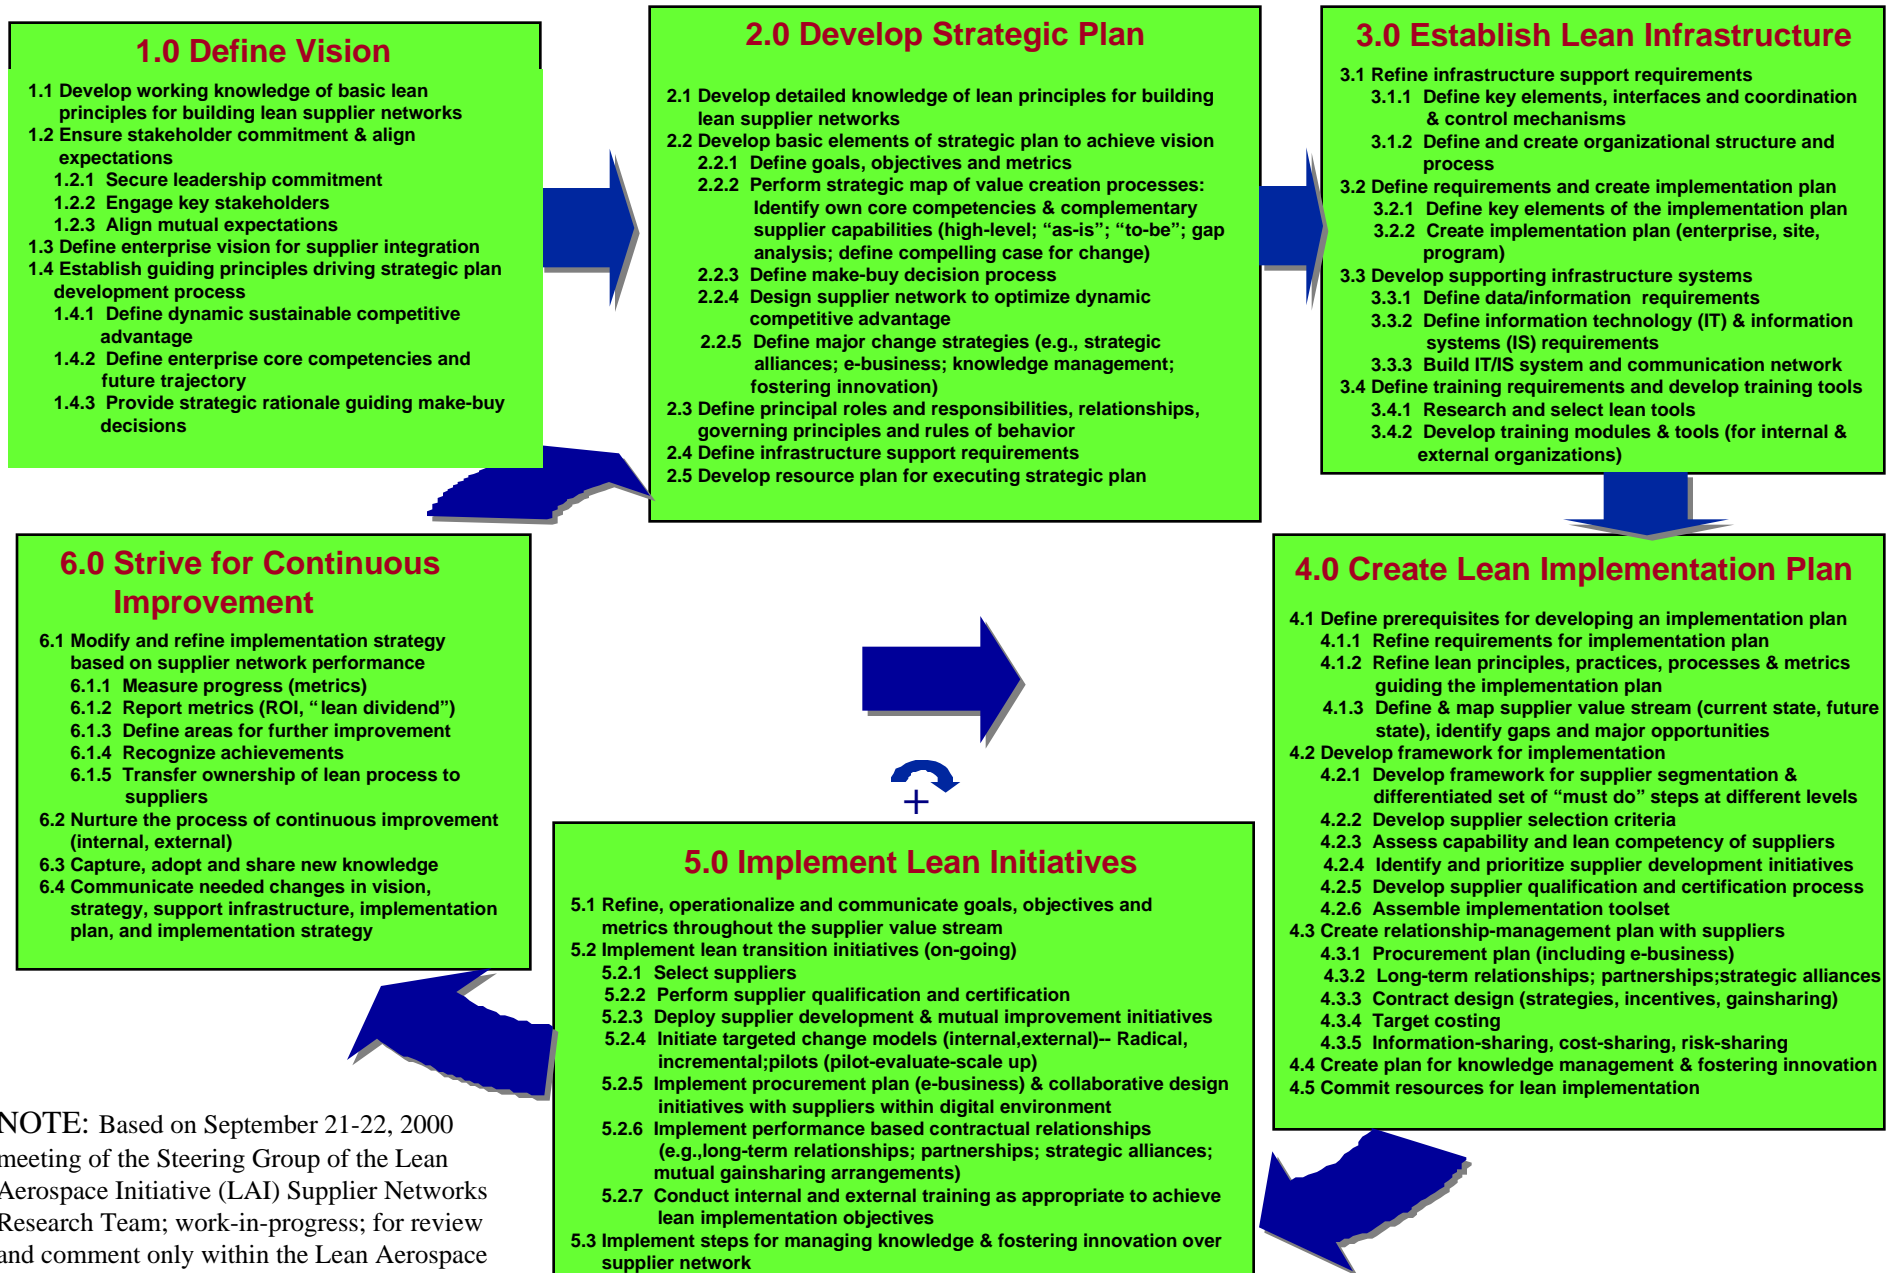 1.0 Define Vision
1.1 Develop working knowledge of basic lean
principles for building lean supplier networks
1.2 Ensure stakeholder commitment & align
expectations
1.2.1 Secure leadership commitment
1.2.2 Engage key stakeholders
1.2.3 Align mutual expectations
1.3 Define enterprise vision for supplier integration
1.4 Establish guiding principles driving strategic plan
development process
1.4.1 Define dynamic sustainable competitive
advantage
1.4.2 Define enterprise core competencies and
future trajectory
1.4.3 Provide strategic rationale guiding make-buy
decisions
2.0 Develop Strategic Plan
2.1 Develop detailed knowledge of lean principles for building
lean supplier networks
2.2 Develop basic elements of strategic plan to achieve vision
2.2.1 Define goals, objectives and metrics
2.2.2 Perform strategic map of value creation processes:
Identify own core competencies & complementary
supplier capabilities (high-level; “as-is”; “to-be”; gap
analysis; define compelling case for change)
2.2.3 Define make-buy decision process
2.2.4 Design supplier network to optimize dynamic
competitive advantage
2.2.5 Define major change strategies (e.g., strategic
alliances; e-business; knowledge management;
fostering innovation)
2.3 Define principal roles and responsibilities, relationships,
governing principles and rules of behavior
2.4 Define infrastructure support requirements
2.5 Develop resource plan for executing strategic plan
3.0 Establish Lean Infrastructure
3.1 Refine infrastructure support requirements
3.1.1 Define key elements, interfaces and coordination
& control mechanisms
3.1.2 Define and create organizational structure and
process
3.2 Define requirements and create implementation plan
3.2.1 Define key elements of the implementation plan
3.2.2 Create implementation plan (enterprise, site,
program)
3.3 Develop supporting infrastructure systems
3.3.1 Define data/information requirements
3.3.2 Define information technology (IT) & information
systems (IS) requirements
3.3.3 Build IT/IS system and communication network
3.4 Define training requirements and develop training tools
3.4.1 Research and select lean tools
3.4.2 Develop training modules & tools (for internal &
external organizations)
4.0 Create Lean Implementation Plan
4.1 Define prerequisites for developing an implementation plan
4.1.1 Refine requirements for implementation plan
4.1.2 Refine lean principles, practices, processes & metrics
guiding the implementation plan
4.1.3 Define & map supplier value stream (current state, future
state), identify gaps and major opportunities
4.2 Develop framework for implementation
4.2.1 Develop framework for supplier segmentation &
differentiated set of “must do” steps at different levels
4.2.2 Develop supplier selection criteria
4.2.3 Assess capability and lean competency of suppliers
4.2.4 Identify and prioritize supplier development initiatives
4.2.5 Develop supplier qualification and certification process
4.2.6 Assemble implementation toolset
4.3 Create relationship-management plan with suppliers
4.3.1 Procurement plan (including e-business)
4.3.2 Long-term relationships; partnerships;strategic alliances
4.3.3 Contract design (strategies, incentives, gainsharing)
4.3.4 Target costing
4.3.5 Information-sharing, cost-sharing, risk-sharing
4.4 Create plan for knowledge management & fostering innovation
4.5 Commit resources for lean implementation
+
5.0 Implement Lean Initiatives
5.1 Refine, operationalize and communicate goals, objectives and
metrics throughout the supplier value stream
5.2 Implement lean transition initiatives (on-going)
5.2.1 Select suppliers
5.2.2 Perform supplier qualification and certification
5.2.3 Deploy supplier development & mutual improvement initiatives
5.2.4 Initiate targeted change models (internal,external)-- Radical,
incremental;pilots (pilot-evaluate-scale up)
5.2.5 Implement procurement plan (e-business) & collaborative design
initiatives with suppliers within digital environment
5.2.6 Implement performance based contractual relationships
(e.g.,long-term relationships; partnerships; strategic alliances;
mutual gainsharing arrangements)
5.2.7 Conduct internal and external training as appropriate to achieve
lean implementation objectives
5.3 Implement steps for managing knowledge & fostering innovation over
supplier network
6.0 Strive for Continuous
Improvement
6.1 Modify and refine implementation strategy
based on supplier network performance
6.1.1 Measure progress (metrics)
6.1.2 Report metrics (ROI, “lean dividend”)
6.1.3 Define areas for further improvement
6.1.4 Recognize achievements
6.1.5 Transfer ownership of lean process to
suppliers
6.2 Nurture the process of continuous improvement
(internal, external)
6.3 Capture, adopt and share new knowledge
6.4 Communicate needed changes in vision,
strategy, support infrastructure, implementation
plan, and implementation strategy
NOTE: Based on September 21-22, 2000
meeting of the Steering Group of the Lean
Aerospace Initiative (LAI) Supplier Networks
Research Team; work-in-progress; for review
and comment only within the Lean Aerospace